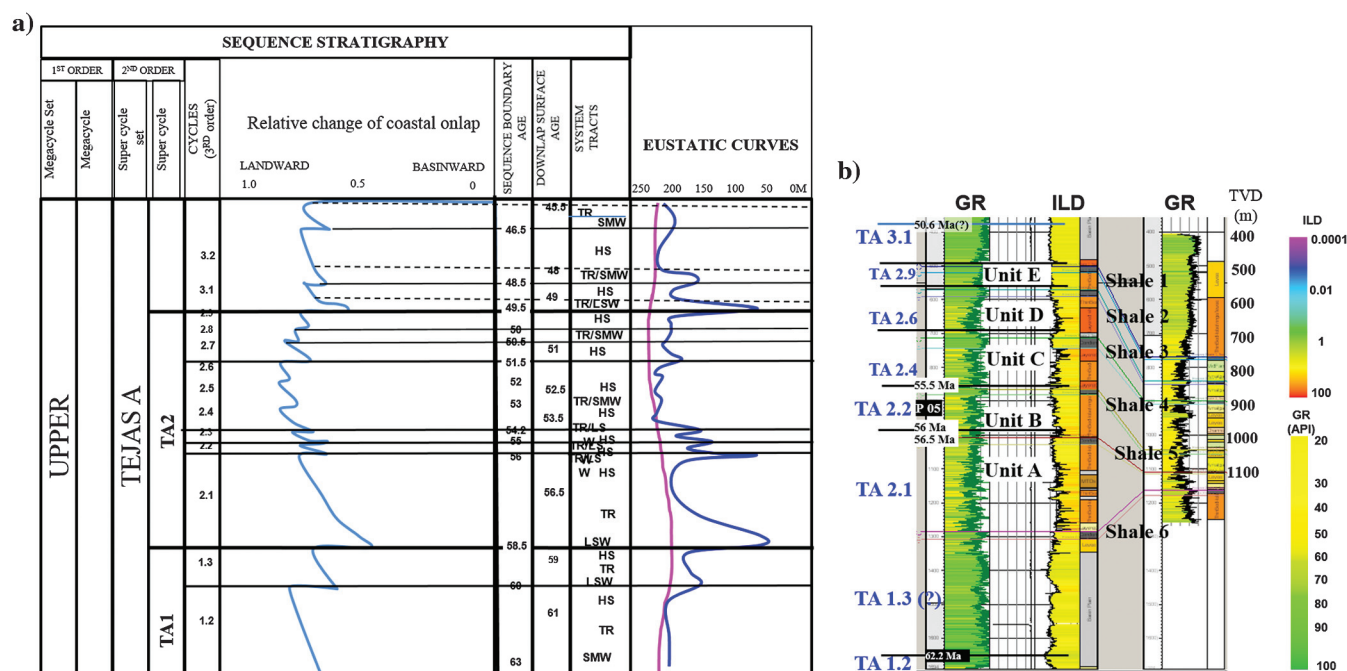 a)
SEQUENCE STRATIGRAPHY
1ST ORDER
2ND ORDER
Megacycle Set
Megacycle
Super cycle set
Super cycle
CYCLES (3RD order)
Relative change of coastal onlap
LANDWARD BASINWARD
1.0 0.5 0
SEQUENCE BOUNDARY AGE
DOWNLAP SURFACE AGE
SYSTEM TRACTS
EUSTATIC CURVES
250 200 150 100 50 0M
UPPER
TEJAS A
TA2
TA1
3.2
3.1
2.8
2.7
2.6
2.5
2.4
2.3
2.2
2.1
1.3
1.2
46.5
48.5
49.5
50
50.5
51.5
52
53
54.2
55
56
58.5
60
63
45.5
48
49
51
52.5
53.5
56.5
59
61
TR
SMW
HS
TR/SMW
HS
TR/LSW
HS
TR/SMW
HS
HS
TR/SMW
HS
TR/LS
W HS
TR/LS
HS
W HS
TR
LSW
HS
TR
LSW
HS
TR
SMW
b)
GR ILD GR TVD (m)
TA 3.1
TA 2.9
TA 2.6
TA 2.4
TA 2.2
TA 2.1
TA 1.3 (?)
TA 1.2
50.6 Ma(?)
55.5 Ma
P 05
56 Ma
56.5 Ma
62.2 Ma
Unit E
Unit D
Unit C
Unit B
Unit A
Shale 1
Shale 2
Shale 3
Shale 4
Shale 5
Shale 6
400
500
600
700
800
900
1000
1100
ILD
0.0001
0.01
1
100
GR (API)
20
30
40
50
60
70
80
90
100